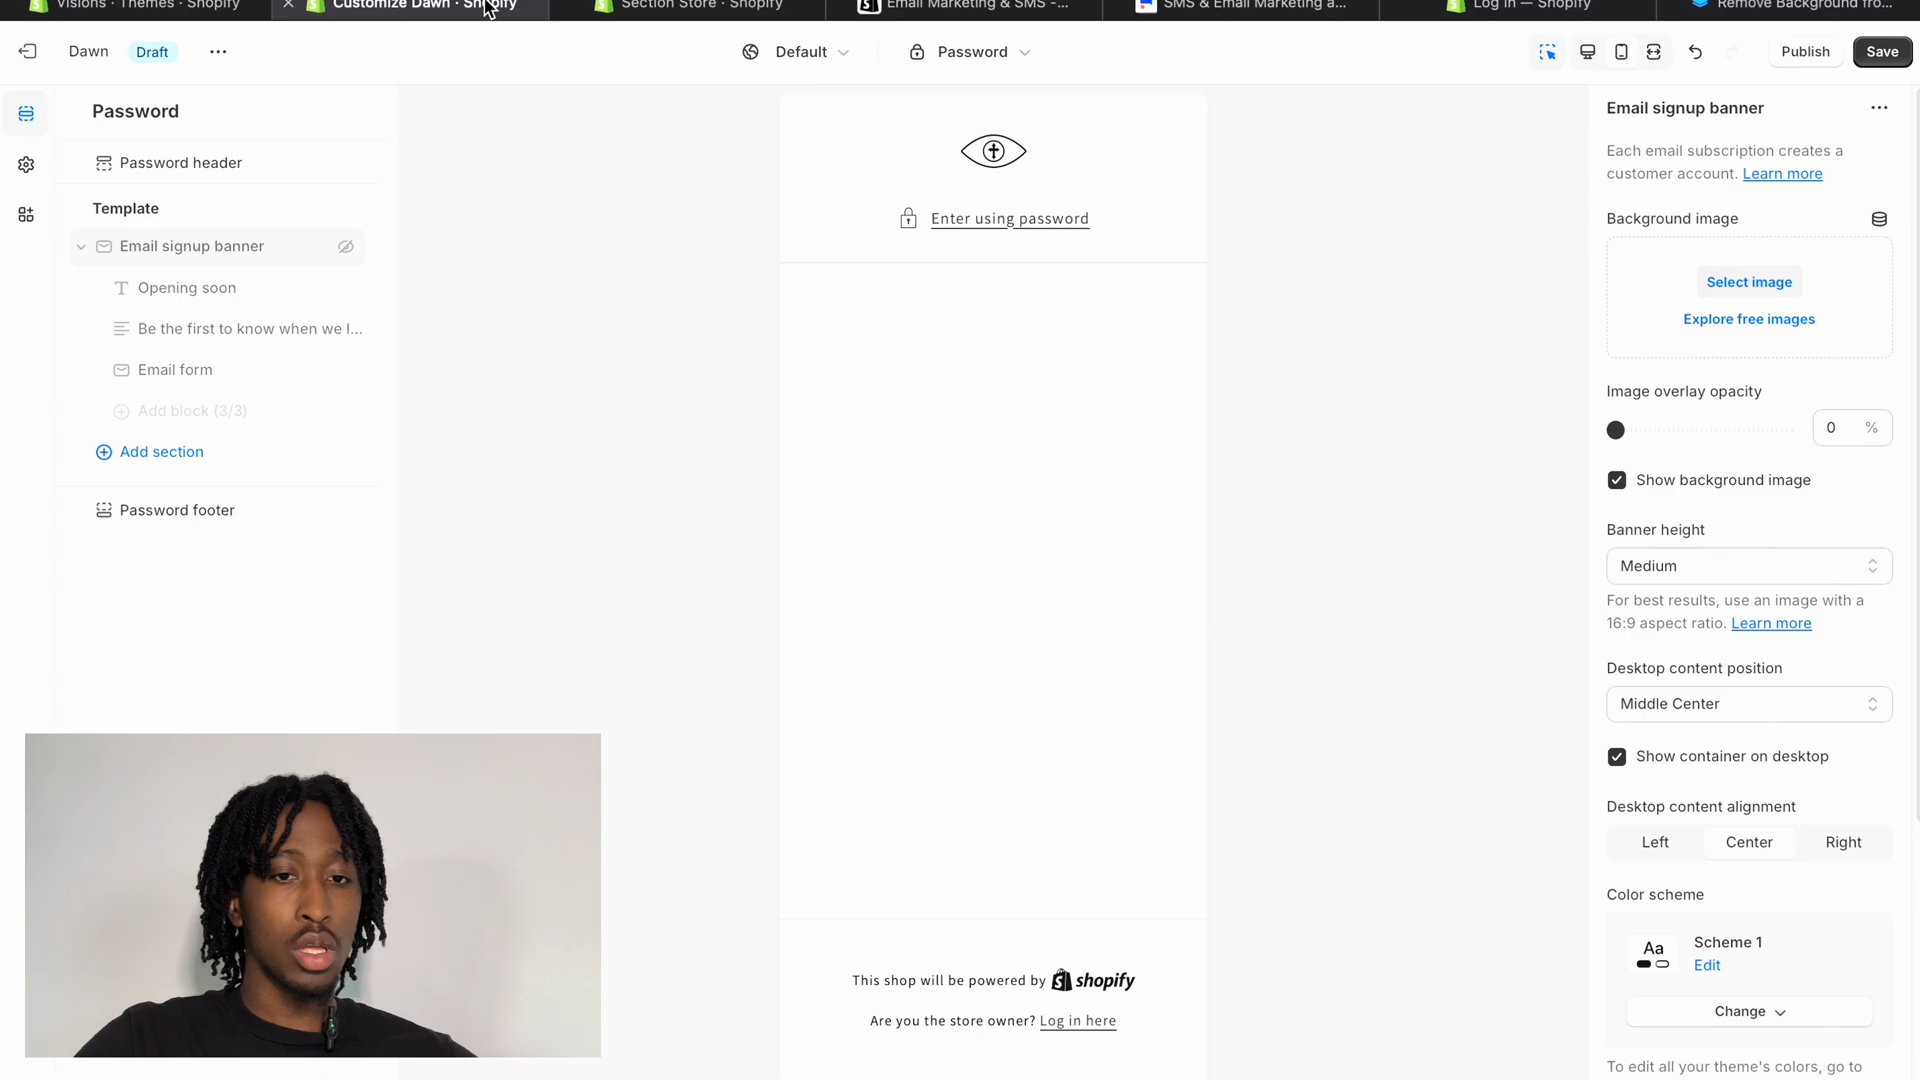 Visions · Themes · Shopify
Customize Dawn · Shopify
Section Store · Shopify
Email Marketing & SMS -...
SMS & Email Marketing a...
Log in — Shopify
Remove Background fro...
Dawn
Draft
Default
Password
Publish
Save
Password
Password header
Template
Email signup banner
Opening soon
Be the first to know when we l...
Email form
Add block (3/3)
Add section
Password footer
Enter using password
This shop will be powered by shopify
Are you the store owner? Log in here
Email signup banner
Each email subscription creates a
customer account. Learn more
Background image
Select image
Explore free images
Image overlay opacity
0 %
Show background image
Banner height
Medium
For best results, use an image with a
16:9 aspect ratio. Learn more
Desktop content position
Middle Center
Show container on desktop
Desktop content alignment
Left
Center
Right
Color scheme
Aa
Scheme 1
Edit
Change
To edit all your theme's colors, go to